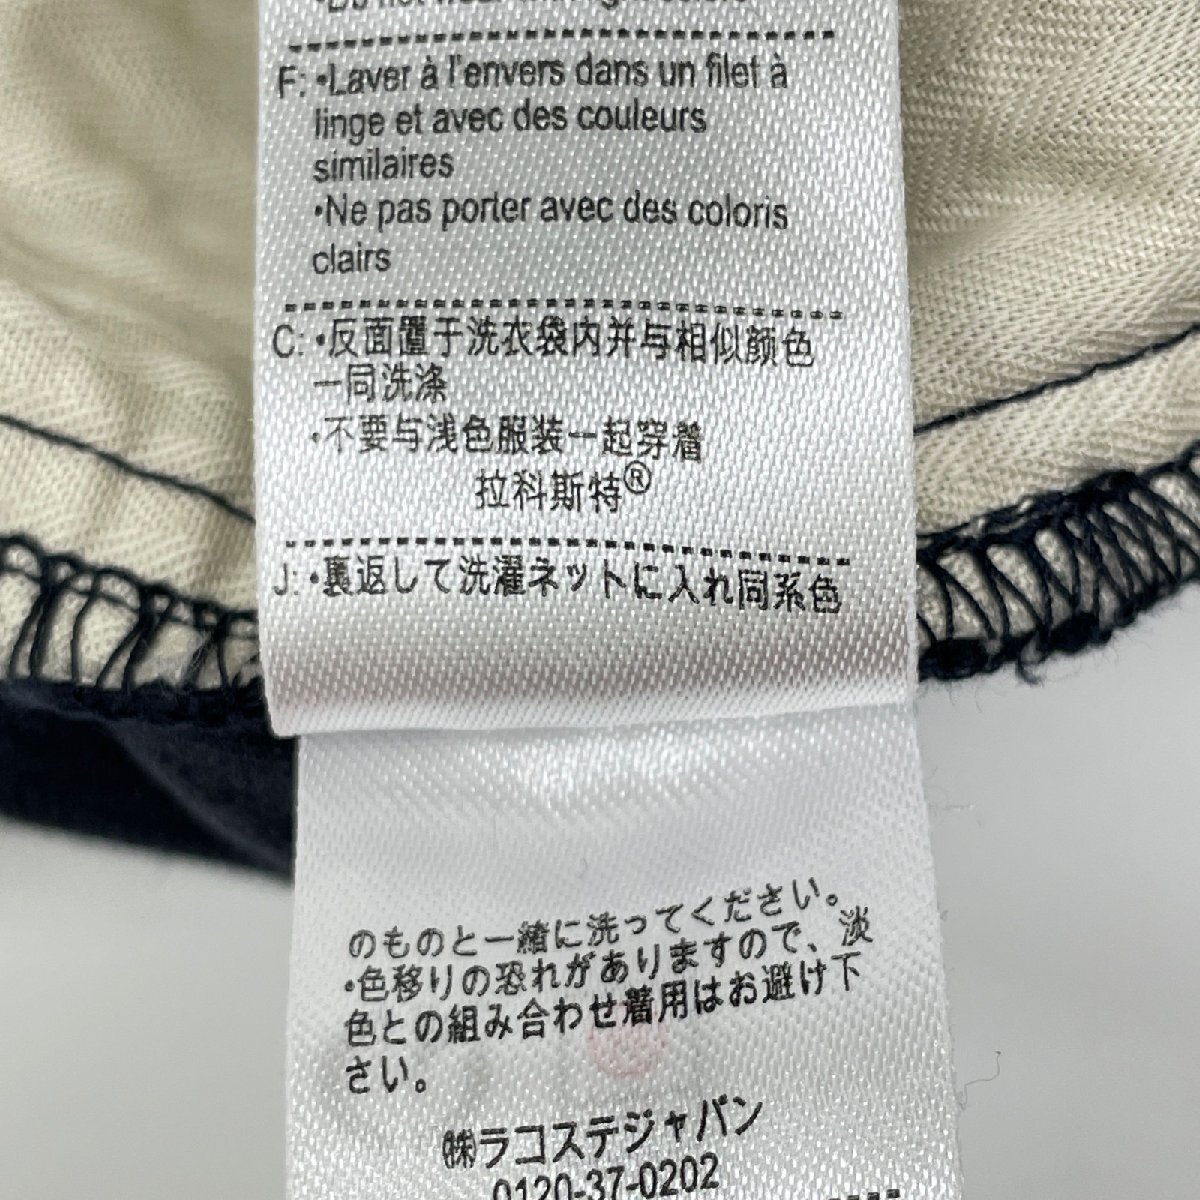 •Do not wear with light colors
F: •Laver à l'envers dans un filet à
linge et avec des couleurs
similaires
•Ne pas porter avec des coloris
clairs
C: •反面置于洗衣袋内并与相似颜色
一同洗涤
•不要与浅色服装一起穿着
拉科斯特®
J: •裏返して洗濯ネットに入れ同系色
のものと一緒に洗ってください。
•色移りの恐れがありますので、淡
色との組み合わせ着用はお避け下
さい。
㈱ラコステジャパン
0120-37-0202